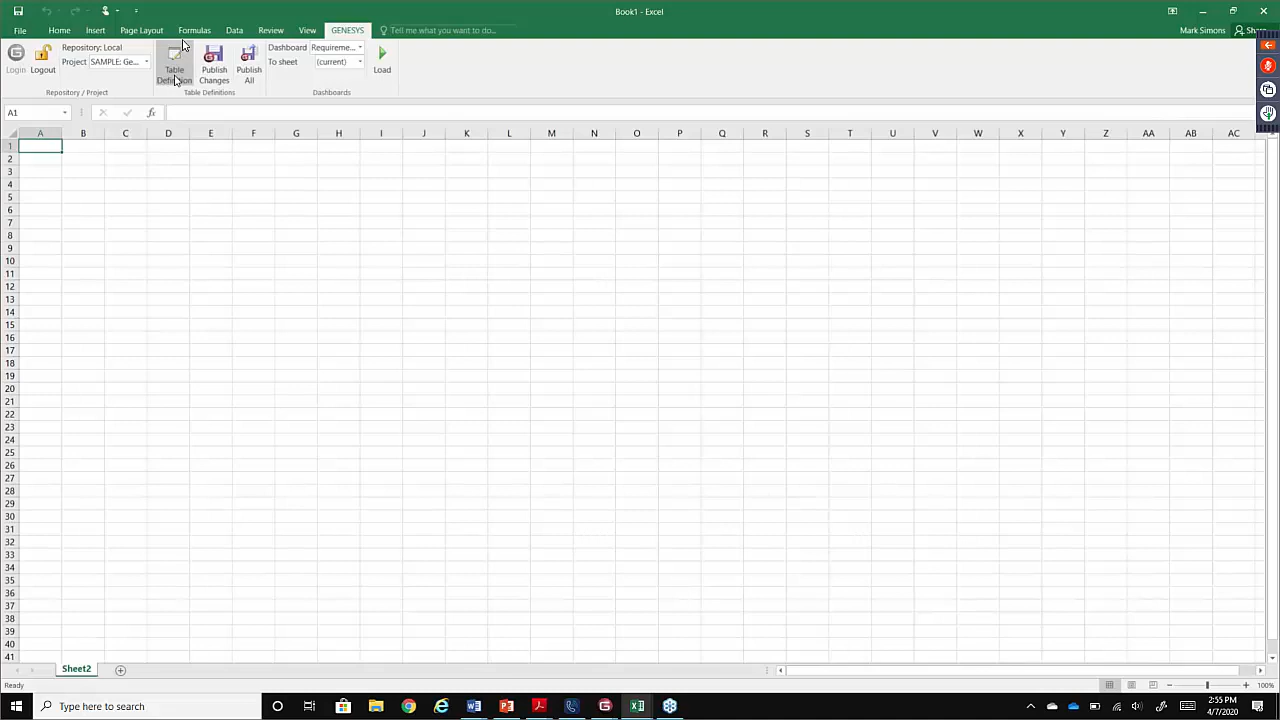 Book1 - Excel
File Home Insert Page Layout Formulas Data Review View GENESYS Tell me what you want to do... Mark Simons Share
Login
Logout
Repository: Local
Project SAMPLE: Ge...
Repository / Project
Table Definition
Publish Changes
Publish All
Table Definitions
Dashboard Requireme...
To sheet (current)
Load
Dashboards
A1 fx
A B C D E F G H I J K L M N O P Q R S T U V W X Y Z AA AB AC
1
2
3
4
5
6
7
8
9
10
11
12
13
14
15
16
17
18
19
20
21
22
23
24
25
26
27
28
29
30
31
32
33
34
35
36
37
38
39
40
41
Sheet2
Ready 100%
Type here to search
2:55 PM
4/7/2020